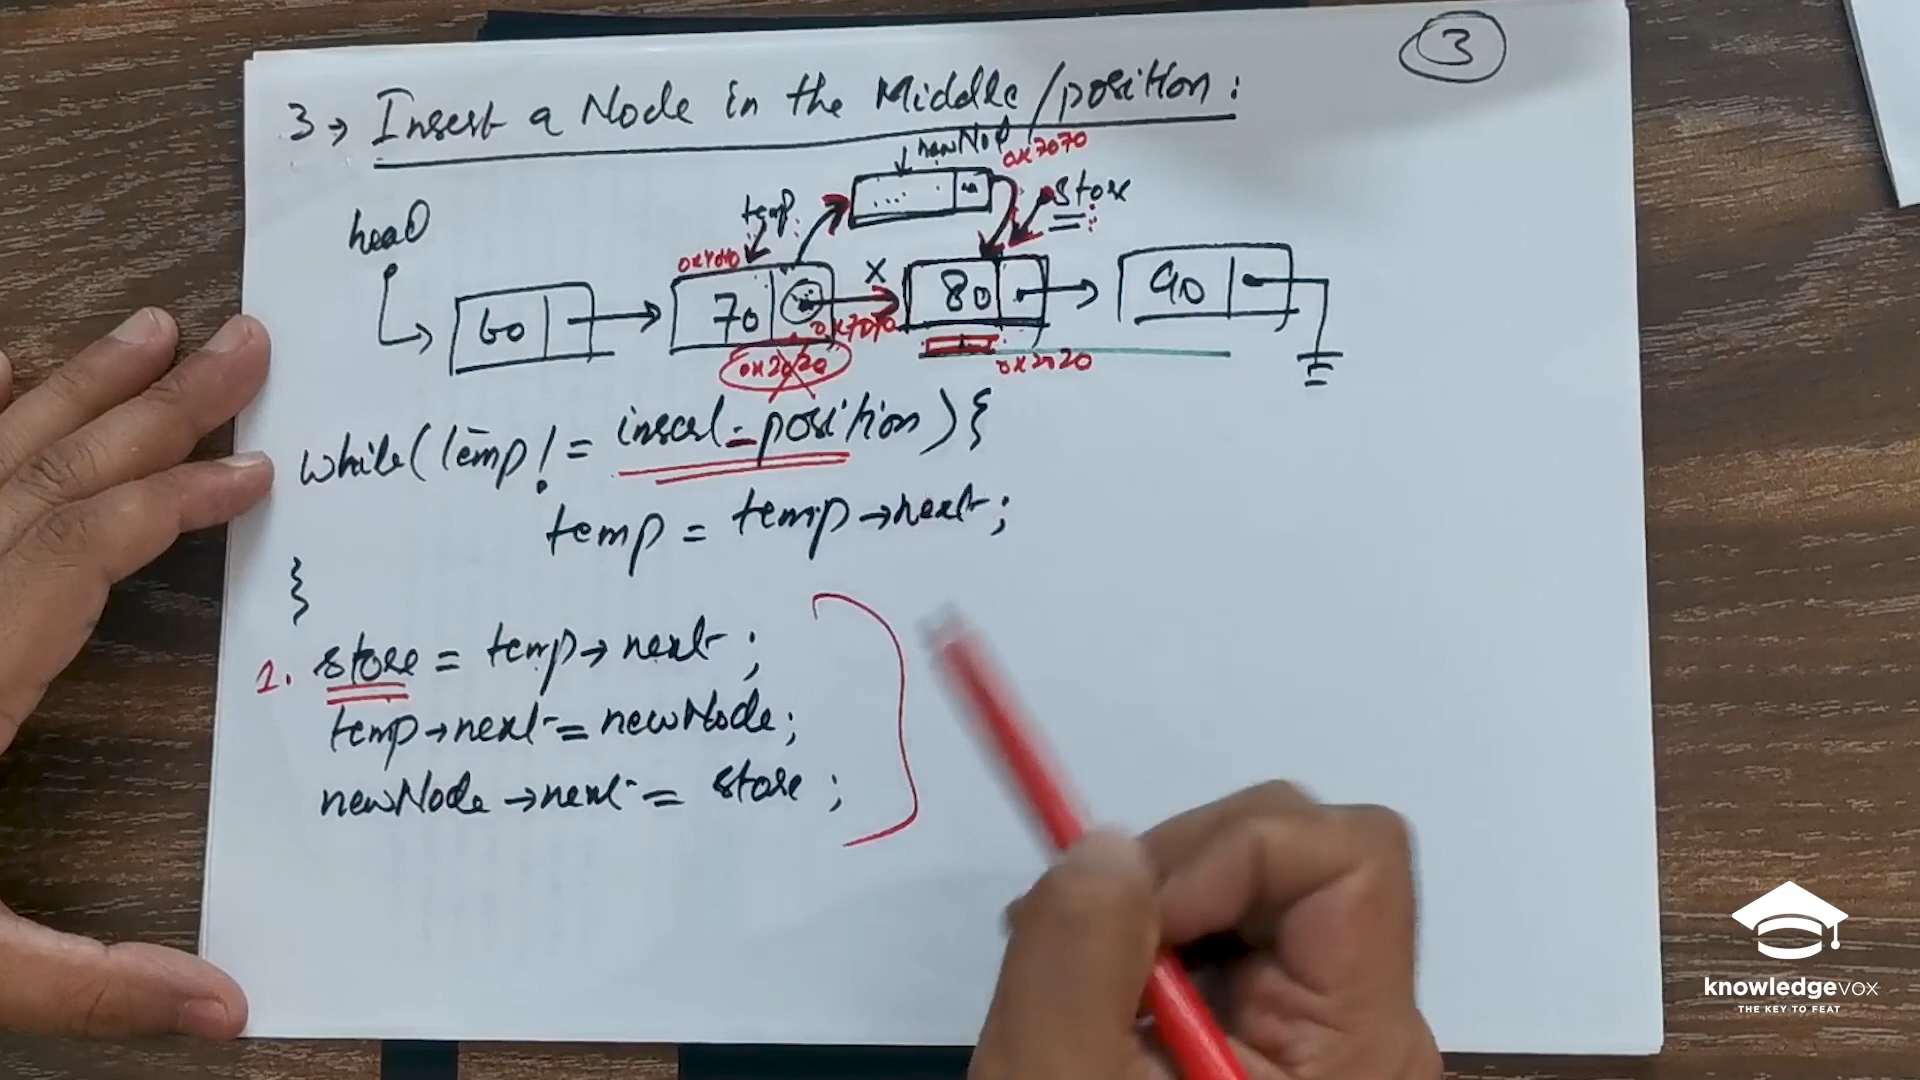 3
3→ Insert a Node in the Middle/position:
newNod
0x7070
head
temp
store
60
70
x
80
90
0x7070
0x2020
0x2020
while(temp != insert-position){
temp = temp→next;
}
1. store = temp→next;
temp→next = newNode;
newNode→next = store;
knowledgevox
THE KEY TO FEAT